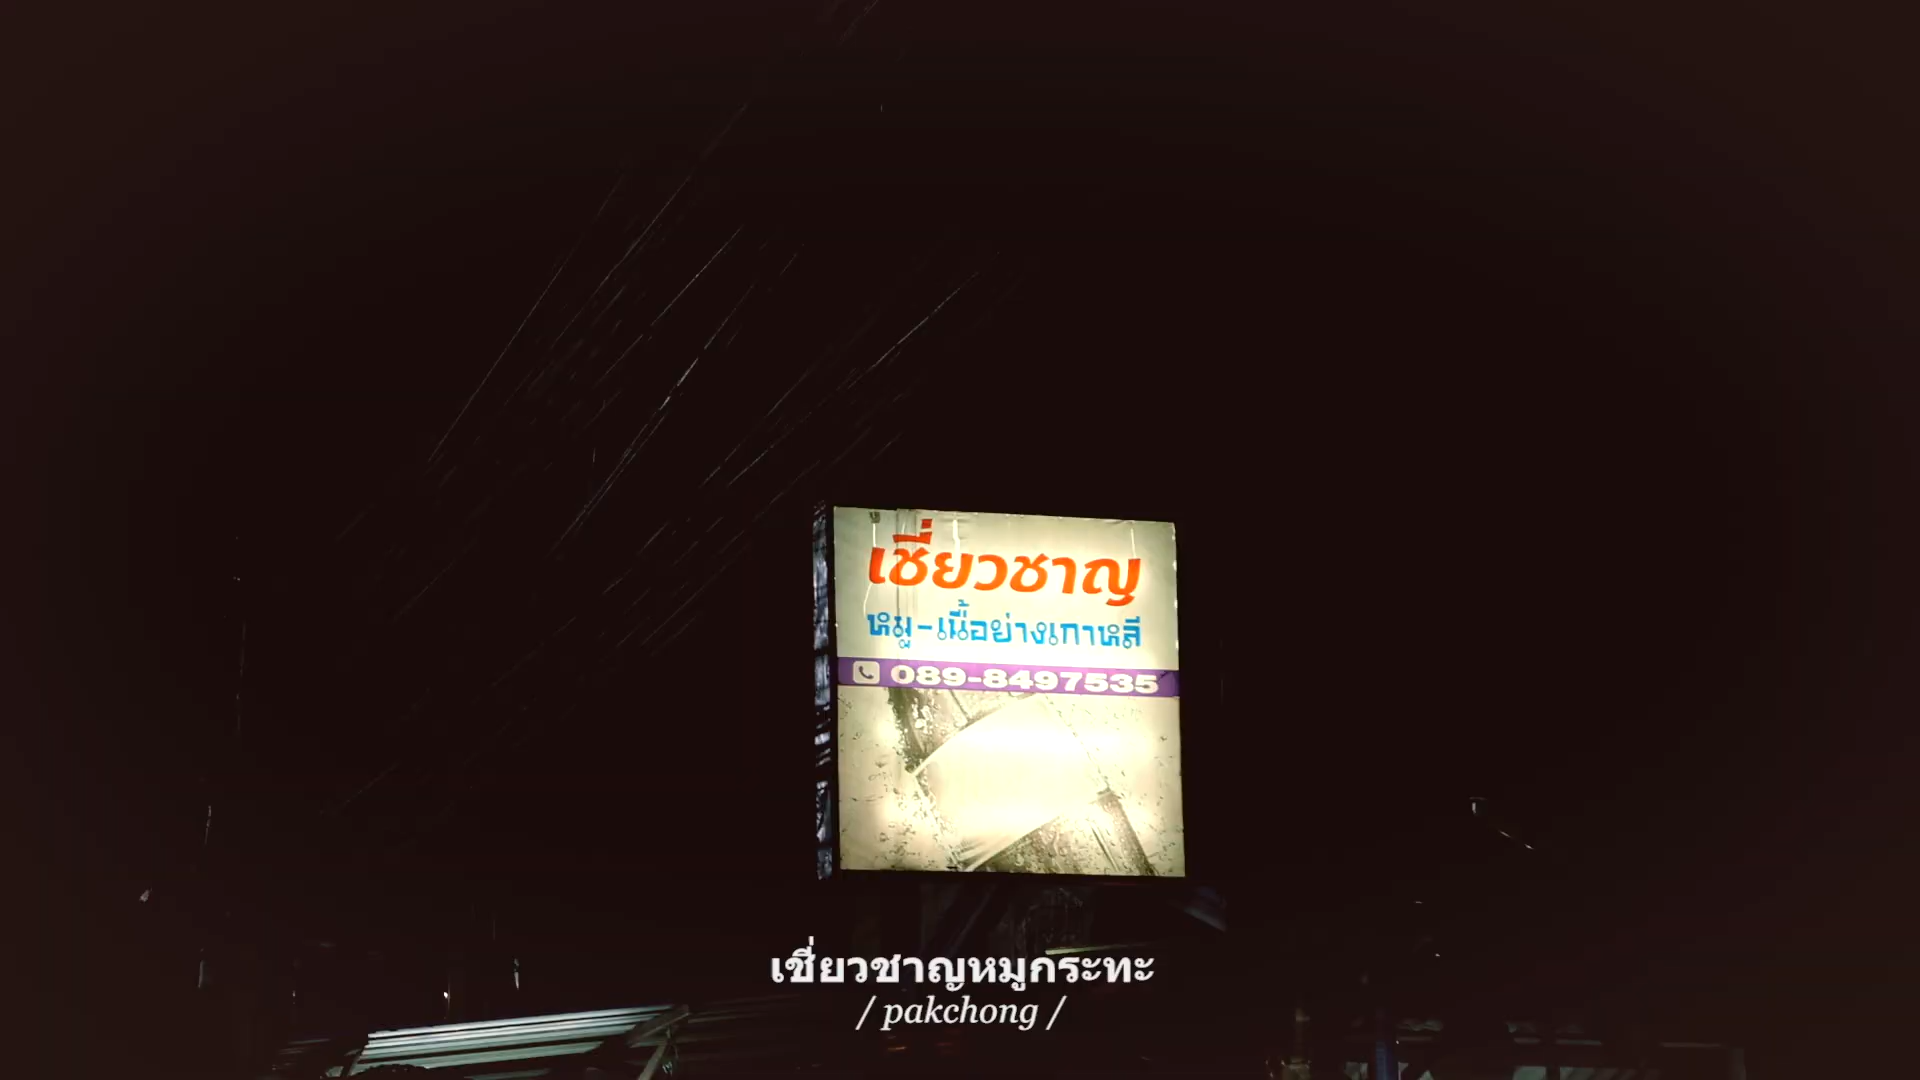 เชี่ยวชาญ
หมู-เนื้อย่างเกาหลี
089-8497535
เชี่ยวชาญหมูกระทะ
/ pakchong /